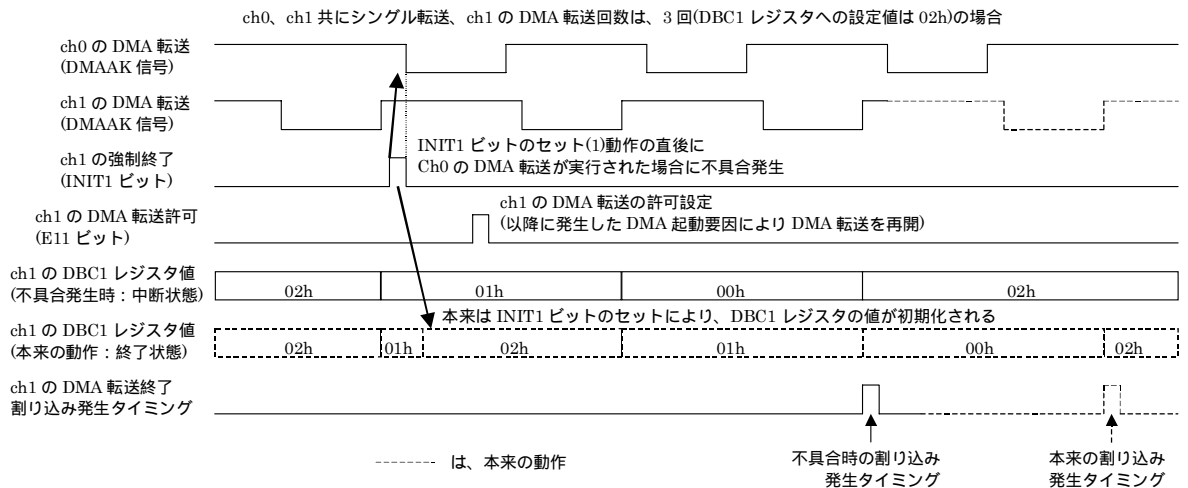 ch0、ch1 共にシングル転送、ch1 の DMA 転送回数は、3 回(DBC1 レジスタへの設定値は 02h)の場合
ch0 の DMA 転送
(DMAAK 信号)
ch1 の DMA 転送
(DMAAK 信号)
ch1 の強制終了
(INIT1 ビット)
INIT1 ビットのセット(1)動作の直後に
Ch0 の DMA 転送が実行された場合に不具合発生
ch1 の DMA 転送許可
(E11 ビット)
ch1 の DMA 転送の許可設定
(以降に発生した DMA 起動要因により DMA 転送を再開)
ch1 の DBC1 レジスタ値
(不具合発生時：中断状態)
02h 01h 00h 02h
本来は INIT1 ビットのセットにより、DBC1 レジスタの値が初期化される
ch1 の DBC1 レジスタ値
(本来の動作：終了状態)
02h 01h 02h 01h 00h 02h
ch1 の DMA 転送終了
割り込み発生タイミング
は、本来の動作
不具合時の割り込み
発生タイミング
本来の割り込み
発生タイミング